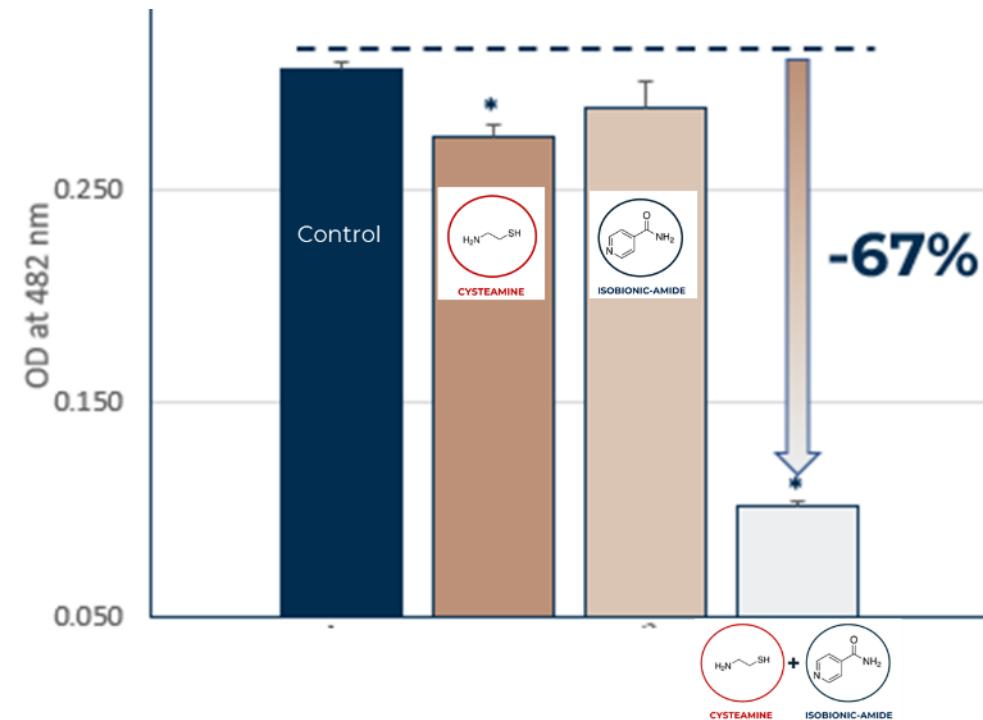 *
0.250
Control
O
H₂N
SH
N
NH₂
-67%
CYSTEAMINE
ISOBIONIC-AMIDE
OD at 482 nm
0.150
*
0.050
O
H₂N
SH
+
N
NH₂
CYSTEAMINE
ISOBIONIC-AMIDE